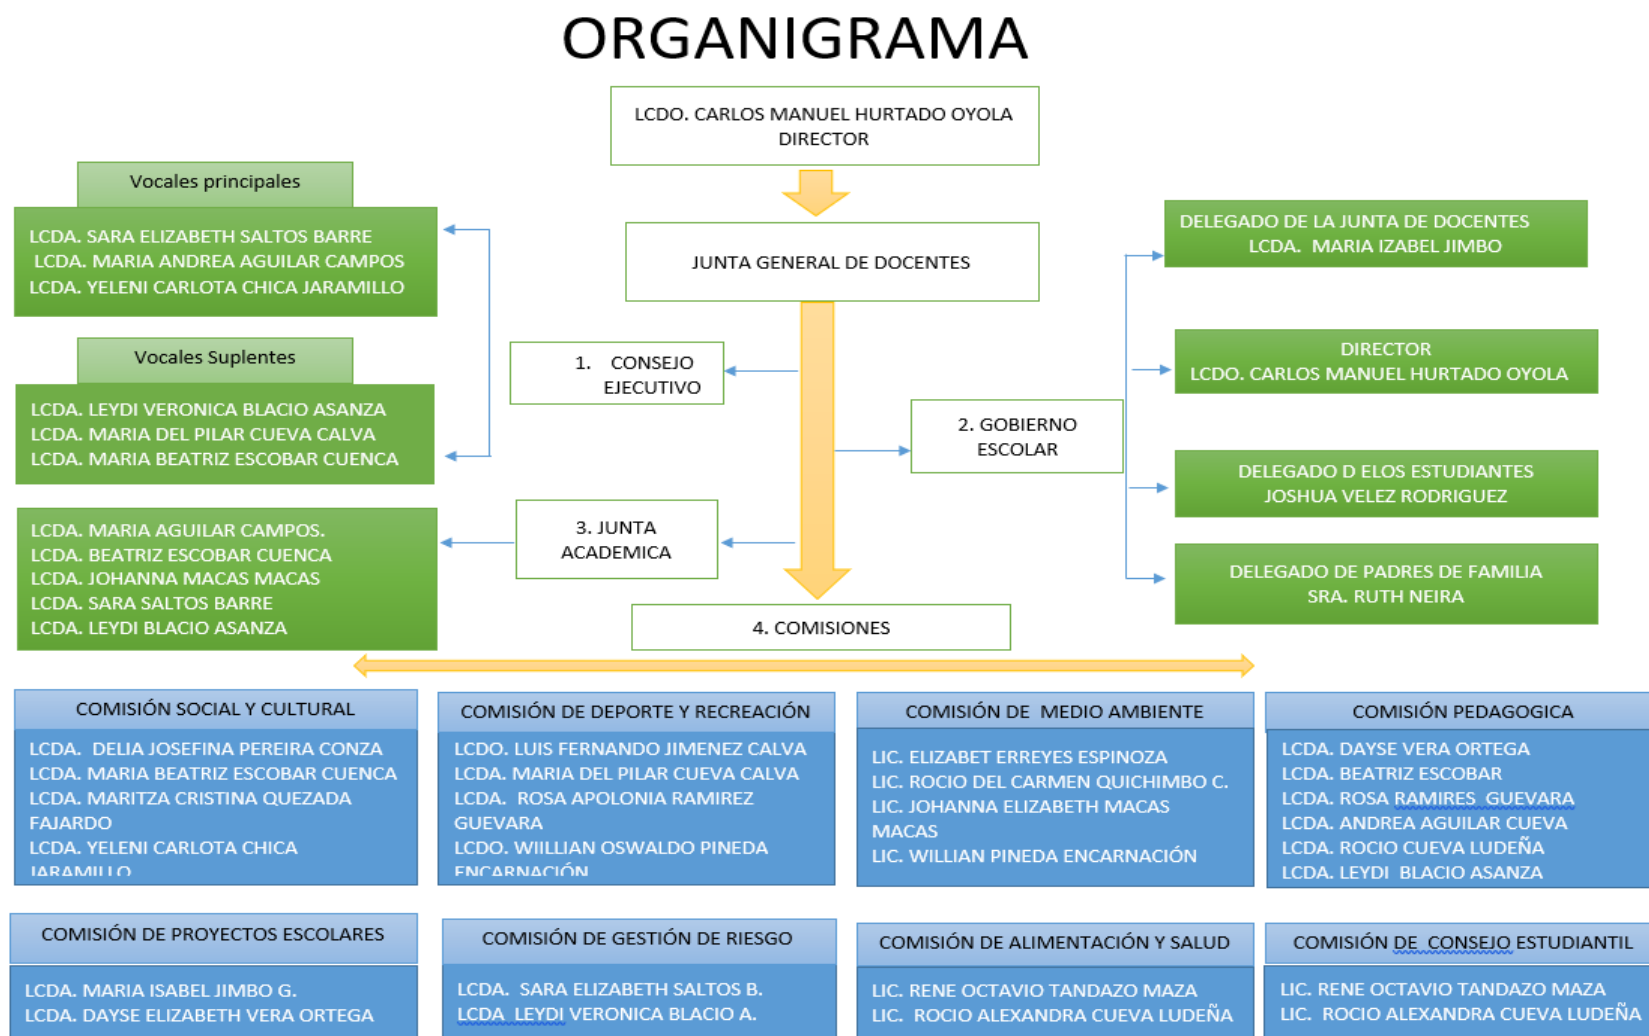 ORGANIGRAMA
LCDO. CARLOS MANUEL HURTADO OYOLA
DIRECTOR
JUNTA GENERAL DE DOCENTES
Vocales principales
LCDA. SARA ELIZABETH SALTOS BARRE
LCDA. MARIA ANDREA AGUILAR CAMPOS
LCDA. YELENI CARLOTA CHICA JARAMILLO
Vocales Suplentes
LCDA. LEYDI VERONICA BLACIO ASANZA
LCDA. MARIA DEL PILAR CUEVA CALVA
LCDA. MARIA BEATRIZ ESCOBAR CUENCA
1. CONSEJO
EJECUTIVO
2. GOBIERNO
ESCOLAR
DELEGADO DE LA JUNTA DE DOCENTES
LCDA. MARIA IZABEL JIMBO
DIRECTOR
LCDO. CARLOS MANUEL HURTADO OYOLA
DELEGADO D ELOS ESTUDIANTES
JOSHUA VELEZ RODRIGUEZ
DELEGADO DE PADRES DE FAMILIA
SRA. RUTH NEIRA
3. JUNTA
ACADEMICA
LCDA. MARIA AGUILAR CAMPOS.
LCDA. BEATRIZ ESCOBAR CUENCA
LCDA. JOHANNA MACAS MACAS
LCDA. SARA SALTOS BARRE
LCDA. LEYDI BLACIO ASANZA
4. COMISIONES
COMISIÓN SOCIAL Y CULTURAL
LCDA. DELIA JOSEFINA PEREIRA CONZA
LCDA. MARIA BEATRIZ ESCOBAR CUENCA
LCDA. MARITZA CRISTINA QUEZADA
FAJARDO
LCDA. YELENI CARLOTA CHICA
JARAMILLO
COMISIÓN DE DEPORTE Y RECREACIÓN
LCDO. LUIS FERNANDO JIMENEZ CALVA
LCDA. MARIA DEL PILAR CUEVA CALVA
LCDA. ROSA APOLONIA RAMIREZ
GUEVARA
LCDO. WIILLIAN OSWALDO PINEDA
ENCARNACIÓN
COMISIÓN DE MEDIO AMBIENTE
LIC. ELIZABET ERREYES ESPINOZA
LIC. ROCIO DEL CARMEN QUICHIMBO C.
LIC. JOHANNA ELIZABETH MACAS
MACAS
LIC. WILLIAN PINEDA ENCARNACIÓN
COMISIÓN PEDAGOGICA
LCDA. DAYSE VERA ORTEGA
LCDA. BEATRIZ ESCOBAR
LCDA. ROSA RAMIRES GUEVARA
LCDA. ANDREA AGUILAR CUEVA
LCDA. ROCIO CUEVA LUDEÑA
LCDA. LEYDI BLACIO ASANZA
COMISIÓN DE PROYECTOS ESCOLARES
LCDA. MARIA ISABEL JIMBO G.
LCDA. DAYSE ELIZABETH VERA ORTEGA
COMISIÓN DE GESTIÓN DE RIESGO
LCDA. SARA ELIZABETH SALTOS B.
LCDA LEYDI VERONICA BLACIO A.
COMISIÓN DE ALIMENTACIÓN Y SALUD
LIC. RENE OCTAVIO TANDAZO MAZA
LIC. ROCIO ALEXANDRA CUEVA LUDEÑA
COMISIÓN DE CONSEJO ESTUDIANTIL
LIC. RENE OCTAVIO TANDAZO MAZA
LIC. ROCIO ALEXANDRA CUEVA LUDEÑA